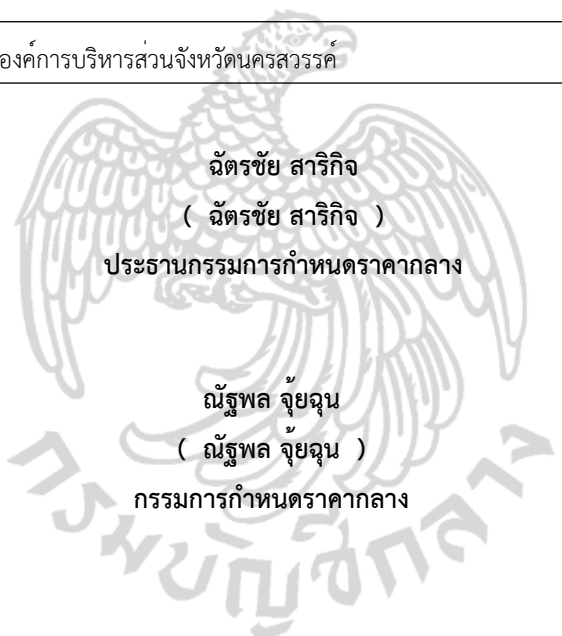 องค์การบริหารส่วนจังหวัดนครสวรรค์
ฉัตรชัย สาริกิจ
( ฉัตรชัย สาริกิจ )
ประธานกรรมการกำหนดราคากลาง
ณัฐพล จุ้ยฉุน
( ณัฐพล จุ้ยฉุน )
กรรมการกำหนดราคากลาง
กรมบัญชีกลาง